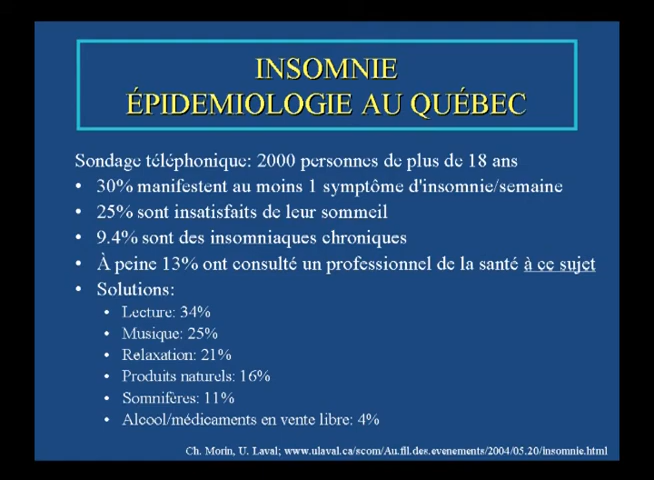 INSOMNIE
ÉPIDEMIOLOGIE AU QUÉBEC
Sondage téléphonique: 2000 personnes de plus de 18 ans
• 30% manifestent au moins 1 symptôme d'insomnie/semaine
• 25% sont insatisfaits de leur sommeil
• 9.4% sont des insomniaques chroniques
• À peine 13% ont consulté un professionnel de la santé à ce sujet
• Solutions:
• Lecture: 34%
• Musique: 25%
• Relaxation: 21%
• Produits naturels: 16%
• Somnifères: 11%
• Alcool/médicaments en vente libre: 4%
Ch. Morin, U. Laval; www.ulaval.ca/scom/Au.fil.des.evenements/2004/05.20/insomnie.html